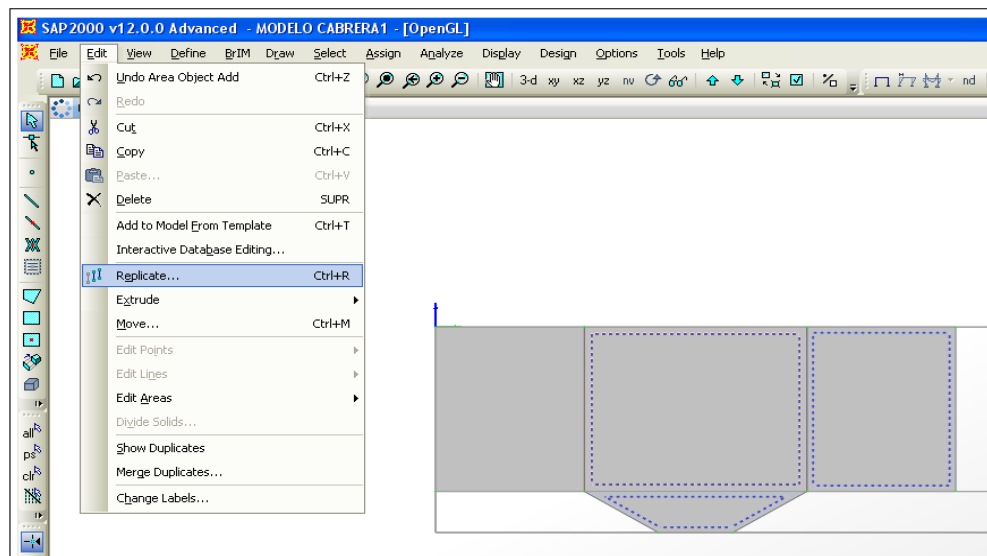 SAP2000 v12.0.0 Advanced - MODELO CABRERA1 - [OpenGL]
File Edit View Define BrIM Draw Select Assign Analyze Display Design Options Tools Help
3-d xy xz yz nv nd
Undo Area Object Add Ctrl+Z
Redo
Cut Ctrl+X
Copy Ctrl+C
Paste... Ctrl+V
Delete SUPR
Add to Model From Template Ctrl+T
Interactive Database Editing...
Replicate... Ctrl+R
Extrude
Move... Ctrl+M
Edit Points
Edit Lines
Edit Areas
Divide Solids...
Show Duplicates
Merge Duplicates...
Change Labels...
all
ps
clr